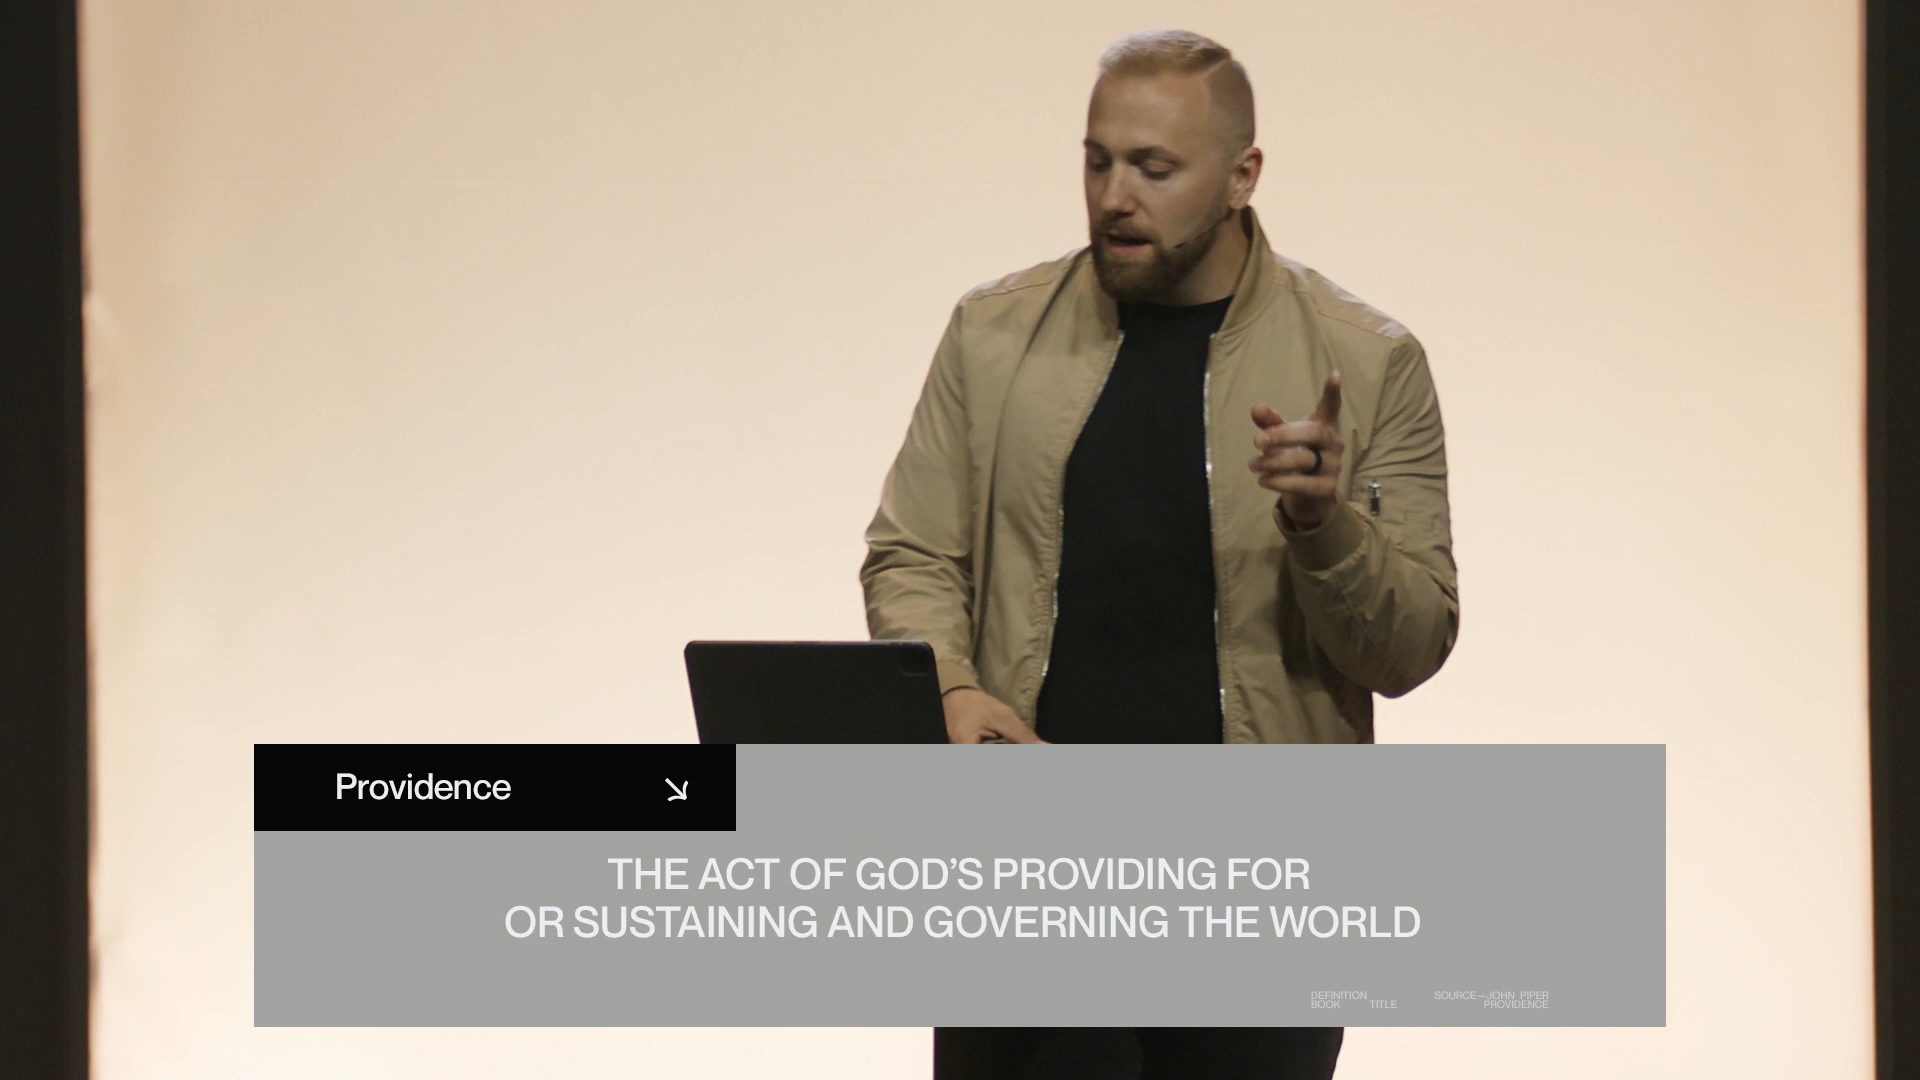 Providence
THE ACT OF GOD’S PROVIDING FOR
OR SUSTAINING AND GOVERNING THE WORLD
DEFINITION SOURCE—JOHN PIPER
BOOK TITLE PROVIDENCE